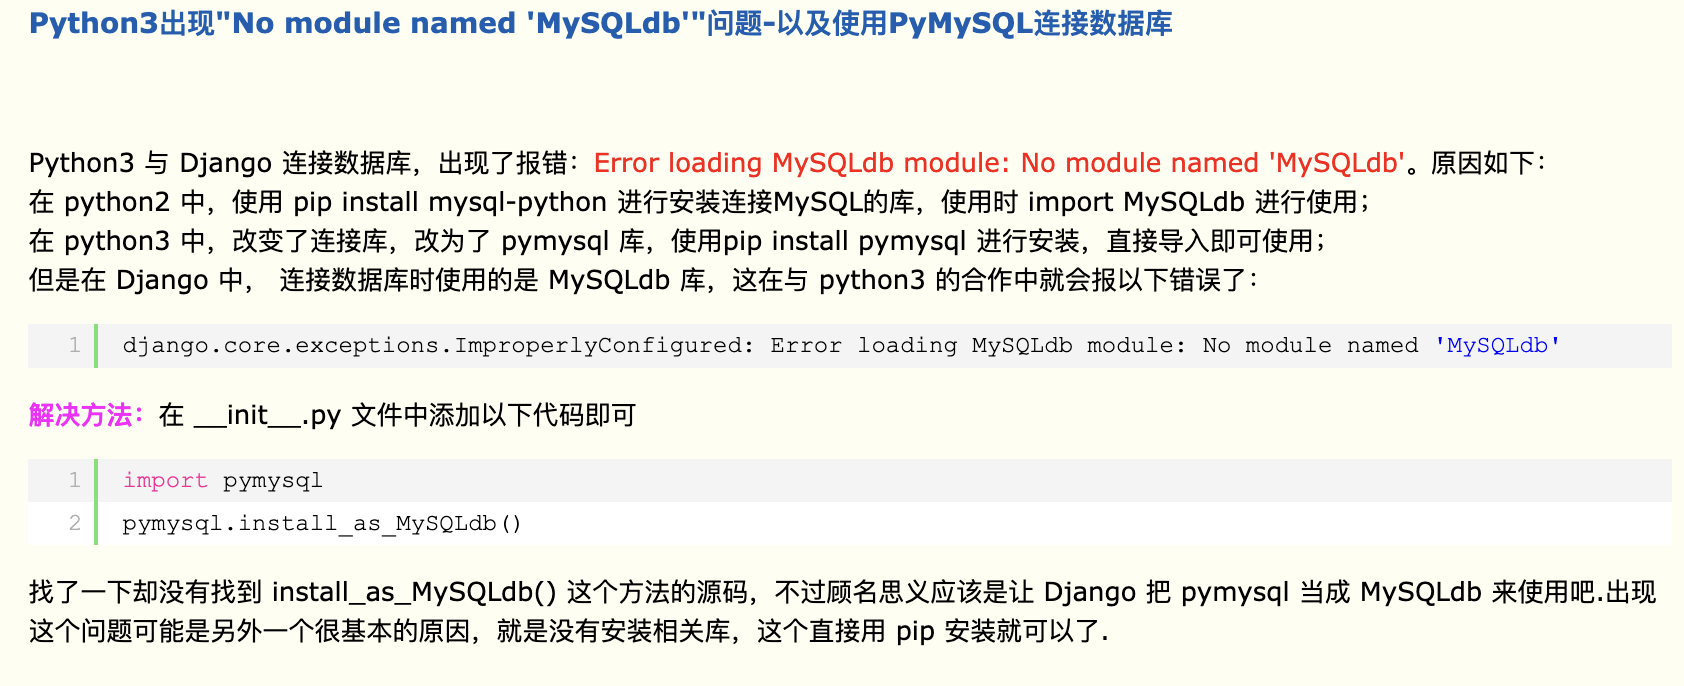 Python3出现"No module named 'MySQLdb'"问题-以及使用PyMySQL连接数据库
Python3 与 Django 连接数据库，出现了报错：Error loading MySQLdb module: No module named 'MySQLdb'。原因如下：
在 python2 中，使用 pip install mysql-python 进行安装连接MySQL的库，使用时 import MySQLdb 进行使用；
在 python3 中，改变了连接库，改为了 pymysql 库，使用pip install pymysql 进行安装，直接导入即可使用；
但是在 Django 中， 连接数据库时使用的是 MySQLdb 库，这在与 python3 的合作中就会报以下错误了：
1 django.core.exceptions.ImproperlyConfigured: Error loading MySQLdb module: No module named 'MySQLdb'
解决方法：在 __init__.py 文件中添加以下代码即可
1 import pymysql
2 pymysql.install_as_MySQLdb()
找了一下却没有找到 install_as_MySQLdb() 这个方法的源码，不过顾名思义应该是让 Django 把 pymysql 当成 MySQLdb 来使用吧.出现
这个问题可能是另外一个很基本的原因，就是没有安装相关库，这个直接用 pip 安装就可以了.